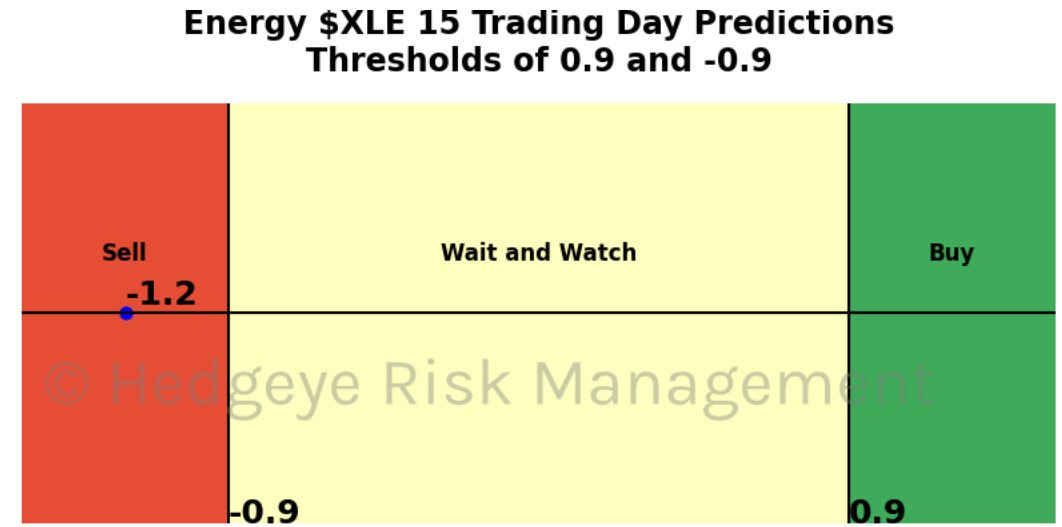 Energy $XLE 15 Trading Day Predictions
Thresholds of 0.9 and -0.9
Sell
Wait and Watch
Buy
-1.2
© Hedgeye Risk Management
-0.9
0.9